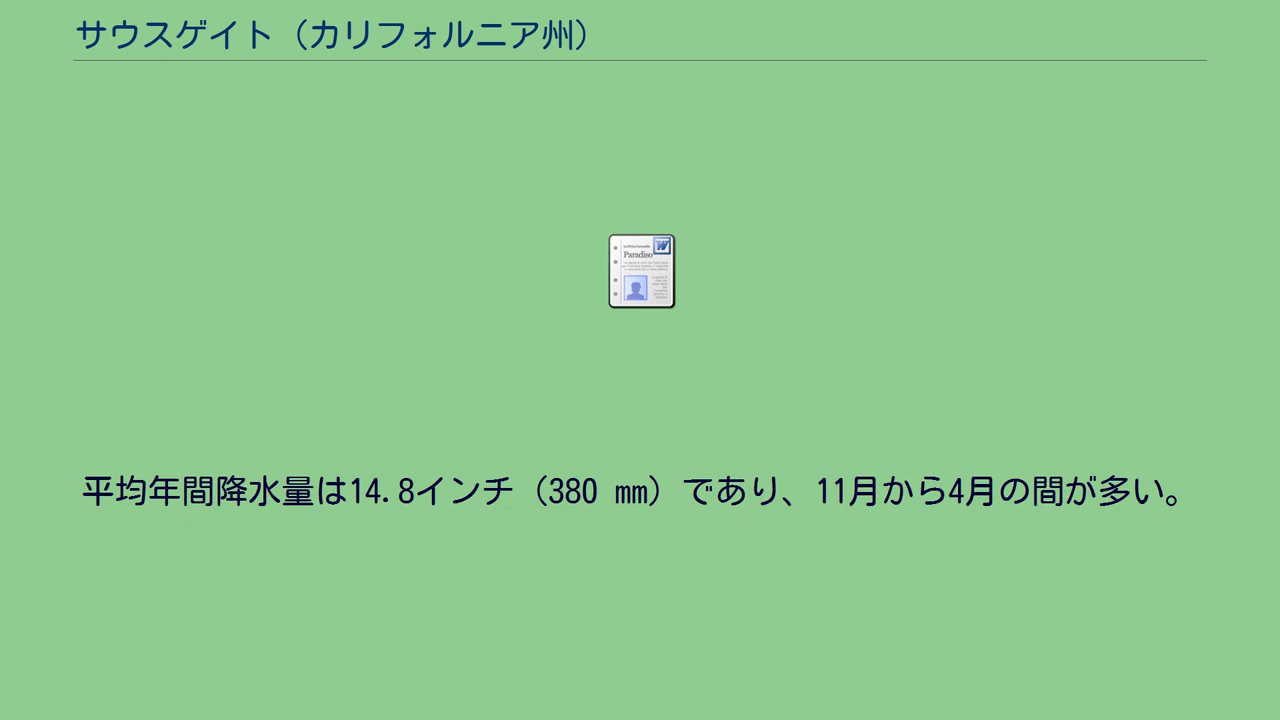 サウスゲイト（カリフォルニア州）
W
Paradiso
平均年間降水量は14.8インチ（380 mm）であり、11月から4月の間が多い。